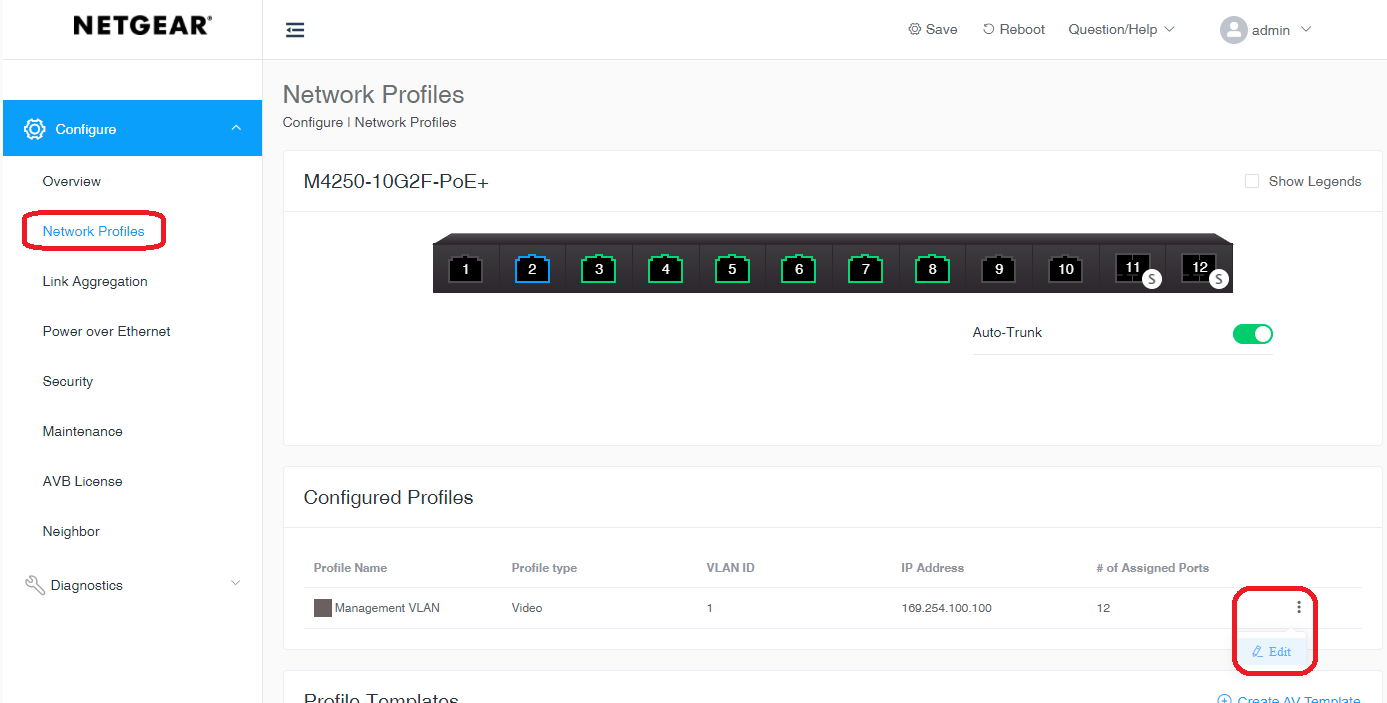 NETGEAR®
Save Reboot Question/Help admin
Configure
Overview
Network Profiles
Link Aggregation
Power over Ethernet
Security
Maintenance
AVB License
Neighbor
Diagnostics
Network Profiles
Configure | Network Profiles
M4250-10G2F-PoE+ Show Legends
1 2 3 4 5 6 7 8 9 10 11 S 12 S
Auto-Trunk
Configured Profiles
Profile Name Profile type VLAN ID IP Address # of Assigned Ports
Management VLAN Video 1 169.254.100.100 12
Edit
Profile Templates Create AV Template